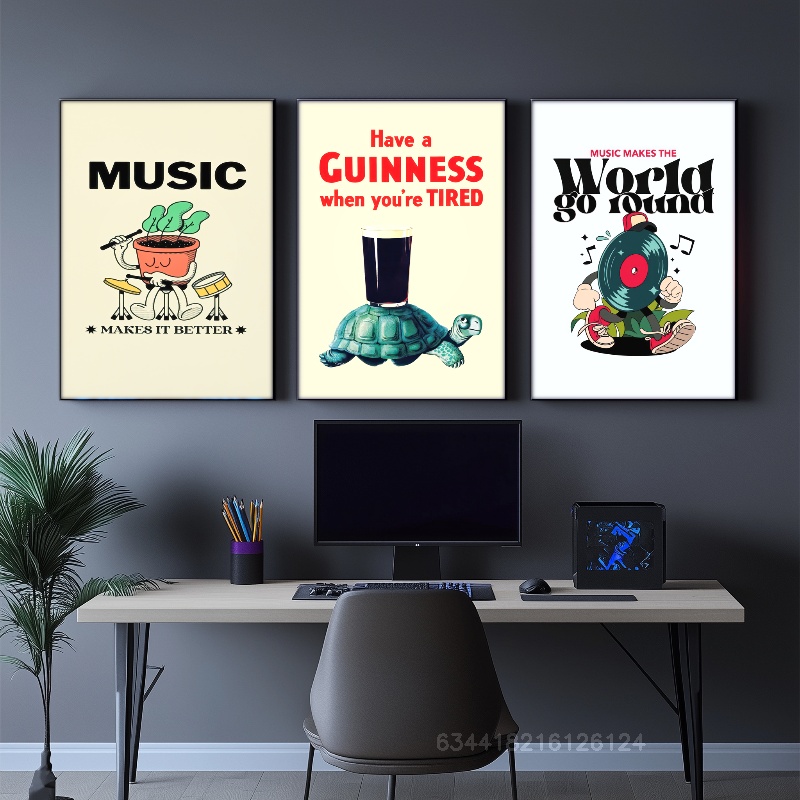 MUSIC
MAKES IT BETTER
Have a
GUINNESS
when you're TIRED
MUSIC MAKES THE
World
go round
634418216126124